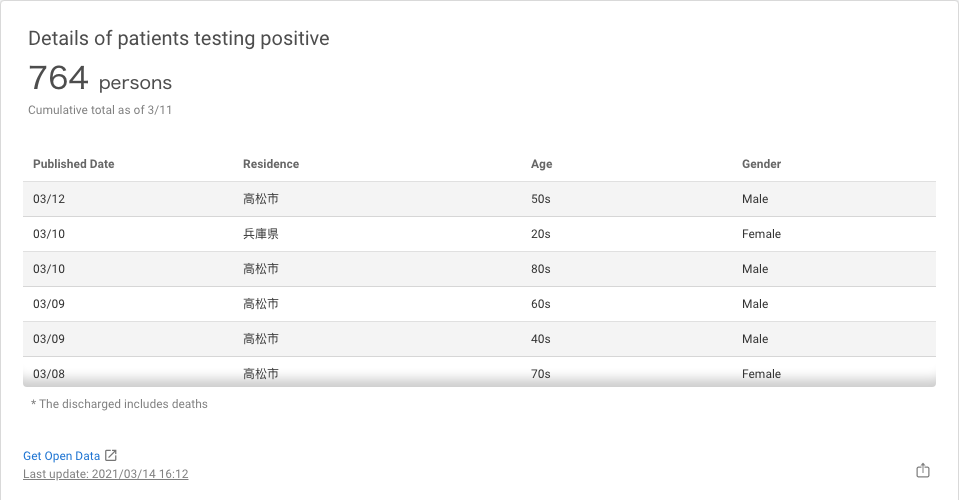 Details of patients testing positive
764 persons
Cumulative total as of 3/11
Published Date Residence Age Gender
03/12 高松市 50s Male
03/10 兵庫県 20s Female
03/10 高松市 80s Male
03/09 高松市 60s Male
03/09 高松市 40s Male
03/08 高松市 70s Female
* The discharged includes deaths
Get Open Data
Last update: 2021/03/14 16:12